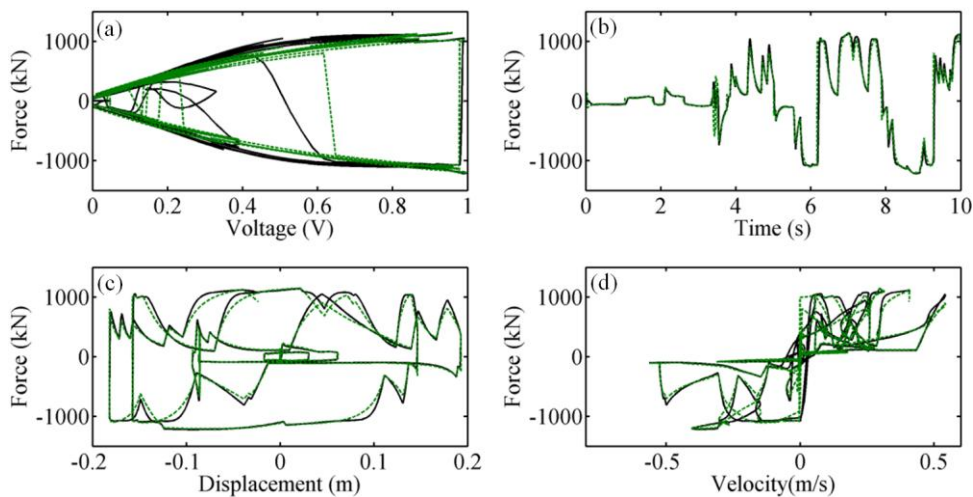 (a)
Force (kN)
1000
0
-1000
0 0.2 0.4 0.6 0.8 1
Voltage (V)
(b)
Force (kN)
1000
0
-1000
0 2 4 6 8 10
Time (s)
(c)
Force (kN)
1000
0
-1000
-0.2 -0.1 0 0.1 0.2
Displacement (m)
(d)
Force (kN)
1000
0
-1000
-0.5 0 0.5
Velocity(m/s)